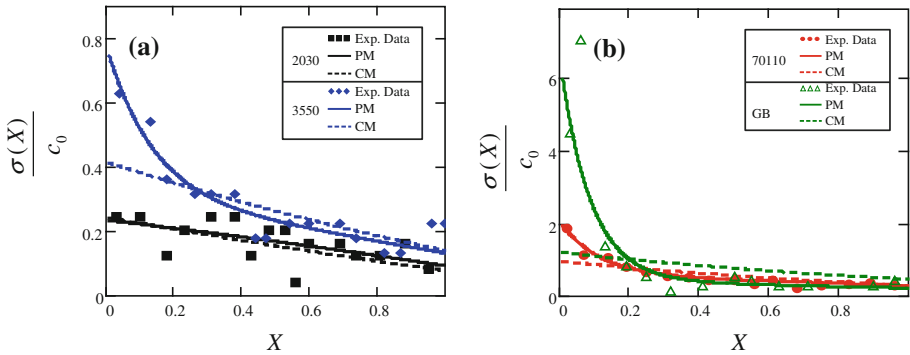 (a)
0.8
0.6
0.4
0.2
0
0 0.2 0.4 0.6 0.8
σ(X)
c0
X
2030
Exp. Data
PM
CM
3550
Exp. Data
PM
CM
(b)
6
4
2
0
0 0.2 0.4 0.6 0.8
σ(X)
c0
X
70110
Exp. Data
PM
CM
GB
Exp. Data
PM
CM